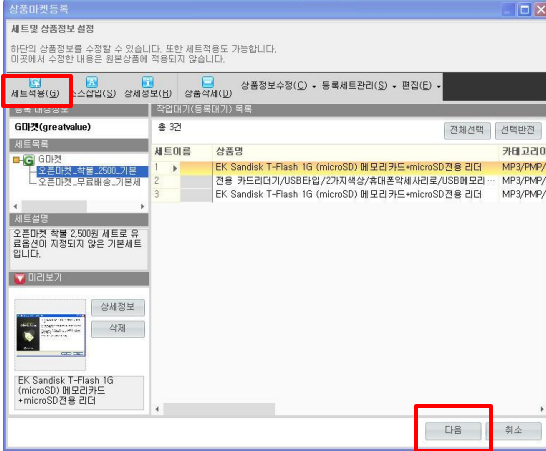 상품마켓등록
세트및 상품정보 설정
하단의 상품정보를 수정할 수 있습니다. 또한 세트적용도 가능합니다.
이곳에서 수정한 내용은 원본상품에 적용되지 않습니다.
세트적용(G) 소스삽입(S) 상세정보(H) 상품삭제(U) 상품정보수정(C) 등록세트관리(S) 편집(E)
등록 대상정보 작업대기(등록대기) 목록
G마켓(greatvalue) 총 3건 전체선택 선택반전
세트목록
세트이름 상품명 카테고리이
G마켓
오픈마켓_착불_2500_기본
오픈마켓_무료배송_기본세
1 EK Sandisk T-Flash 1G (microSD) 메모리카드+microSD전용 리더 MP3/PMP/
2 전용 카드리더기/USB타입/2가지색상/휴대폰악세사리로/USB메모리 ... MP3/PMP/
3 EK Sandisk T-Flash 1G (microSD) 메모리카드+microSD전용 리더 MP3/PMP/
세트설명
오픈마켓 착불 2,500원 세트로 유
료옵션이 지정되지 않은 기본세트
입니다.
미리보기
상세정보
삭제
EK Sandisk T-Flash 1G
(microSD) 메모리카드
+microSD전용 리더
다음 취소